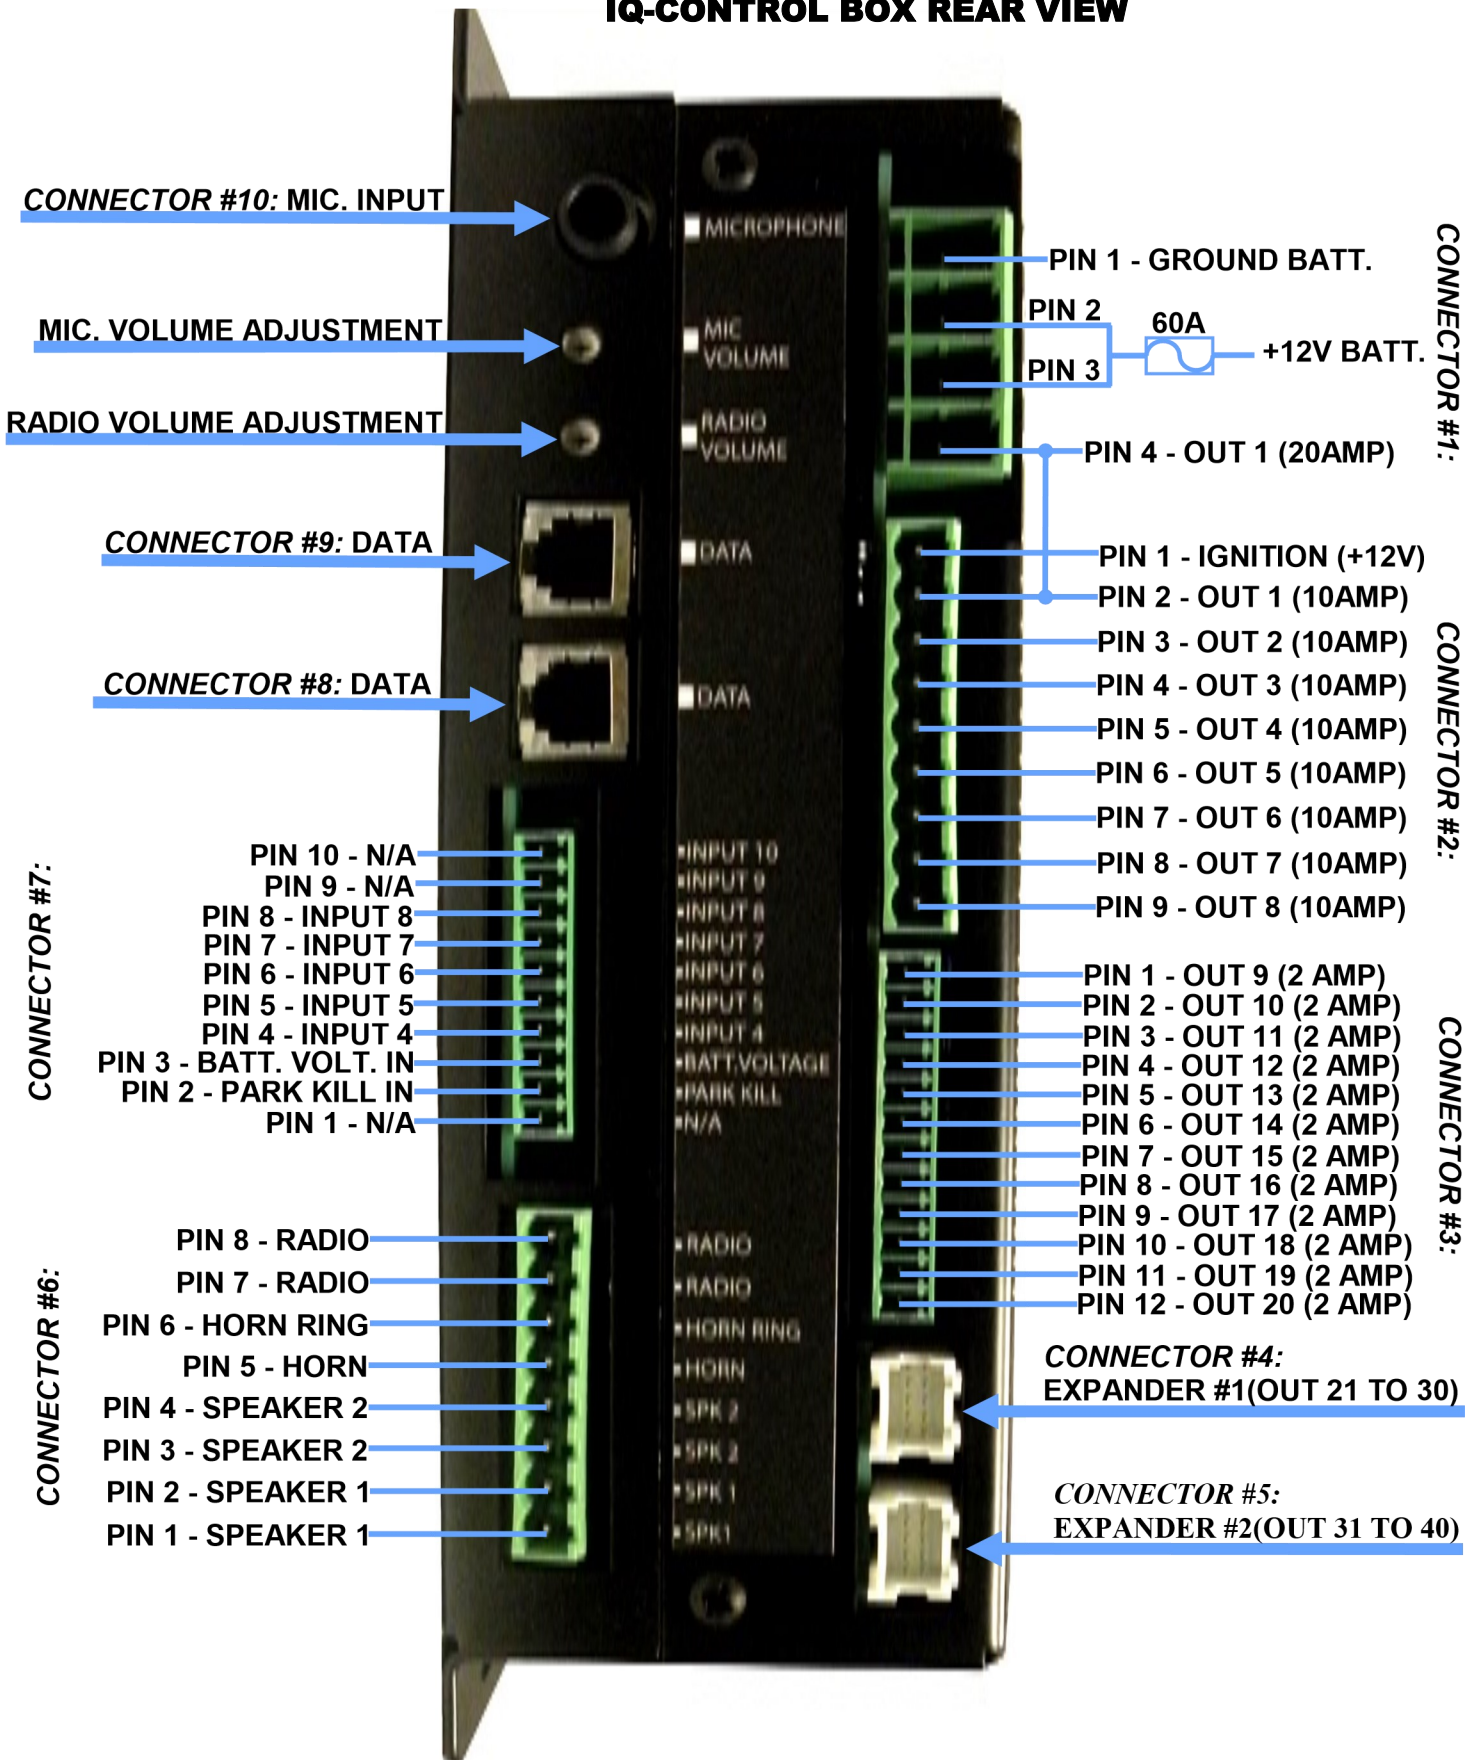 IQ-CONTROL BOX REAR VIEW
CONNECTOR #10: MIC. INPUT
MIC. VOLUME ADJUSTMENT
RADIO VOLUME ADJUSTMENT
CONNECTOR #9: DATA
CONNECTOR #8: DATA
CONNECTOR #7:
PIN 10 - N/A
PIN 9 - N/A
PIN 8 - INPUT 8
PIN 7 - INPUT 7
PIN 6 - INPUT 6
PIN 5 - INPUT 5
PIN 4 - INPUT 4
PIN 3 - BATT. VOLT. IN
PIN 2 - PARK KILL IN
PIN 1 - N/A
CONNECTOR #6:
PIN 8 - RADIO
PIN 7 - RADIO
PIN 6 - HORN RING
PIN 5 - HORN
PIN 4 - SPEAKER 2
PIN 3 - SPEAKER 2
PIN 2 - SPEAKER 1
PIN 1 - SPEAKER 1
MICROPHONE
MIC
VOLUME
RADIO
VOLUME
DATA
DATA
INPUT 10
INPUT 9
INPUT 8
INPUT 7
INPUT 6
INPUT 5
INPUT 4
BATT.VOLTAGE
PARK KILL
N/A
RADIO
RADIO
HORN RING
HORN
SPK 2
SPK 2
SPK 1
SPK1
CONNECTOR #1:
PIN 1 - GROUND BATT.
PIN 2
60A
+12V BATT.
PIN 3
PIN 4 - OUT 1 (20AMP)
CONNECTOR #2:
PIN 1 - IGNITION (+12V)
PIN 2 - OUT 1 (10AMP)
PIN 3 - OUT 2 (10AMP)
PIN 4 - OUT 3 (10AMP)
PIN 5 - OUT 4 (10AMP)
PIN 6 - OUT 5 (10AMP)
PIN 7 - OUT 6 (10AMP)
PIN 8 - OUT 7 (10AMP)
PIN 9 - OUT 8 (10AMP)
CONNECTOR #3:
PIN 1 - OUT 9 (2 AMP)
PIN 2 - OUT 10 (2 AMP)
PIN 3 - OUT 11 (2 AMP)
PIN 4 - OUT 12 (2 AMP)
PIN 5 - OUT 13 (2 AMP)
PIN 6 - OUT 14 (2 AMP)
PIN 7 - OUT 15 (2 AMP)
PIN 8 - OUT 16 (2 AMP)
PIN 9 - OUT 17 (2 AMP)
PIN 10 - OUT 18 (2 AMP)
PIN 11 - OUT 19 (2 AMP)
PIN 12 - OUT 20 (2 AMP)
CONNECTOR #4:
EXPANDER #1(OUT 21 TO 30)
CONNECTOR #5:
EXPANDER #2(OUT 31 TO 40)